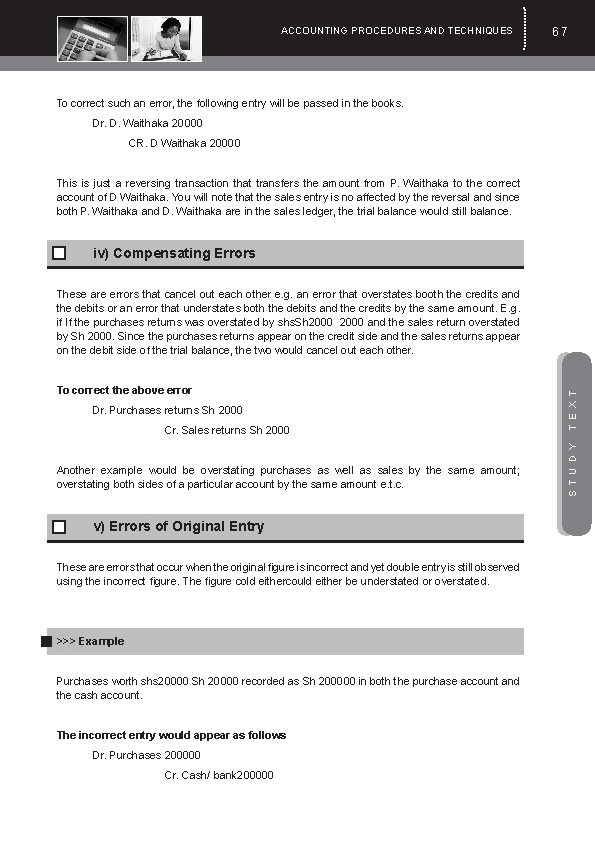 ACCOUNTING PROCEDURES AND TECHNIQUES 67
To correct such an error, the following entry will be passed in the books.
Dr. D. Waithaka 20000
CR. D Waithaka 20000
This is just a reversing transaction that transfers the amount from P. Waithaka to the correct
account of D Waithaka. You will note that the sales entry is no affected by the reversal and since
both P. Waithaka and D. Waithaka are in the sales ledger, the trial balance would still balance.
iv) Compensating Errors
These are errors that cancel out each other e.g. an error that overstates booth the credits and
the debits or an error that understates both the debits and the credits by the same amount. E.g.
if If the purchases returns was overstated by shsSh2000 2000 and the sales return overstated
by Sh 2000. Since the purchases returns appear on the credit side and the sales returns appear
on the debit side of the trial balance, the two would cancel out each other.
To correct the above error
Dr. Purchases returns Sh 2000
Cr. Sales returns Sh 2000
Another example would be overstating purchases as well as sales by the same amount;
overstating both sides of a particular account by the same amount e.t.c.
v) Errors of Original Entry
These are errors that occur when the original figure is incorrect and yet double entry is still observed
using the incorrect figure. The figure cold eithercould either be understated or overstated.
>>> Example
Purchases worth shs20000 Sh 20000 recorded as Sh 200000 in both the purchase account and
the cash account.
The incorrect entry would appear as follows
Dr. Purchases 200000
Cr. Cash/ bank200000
STUDY TEXT